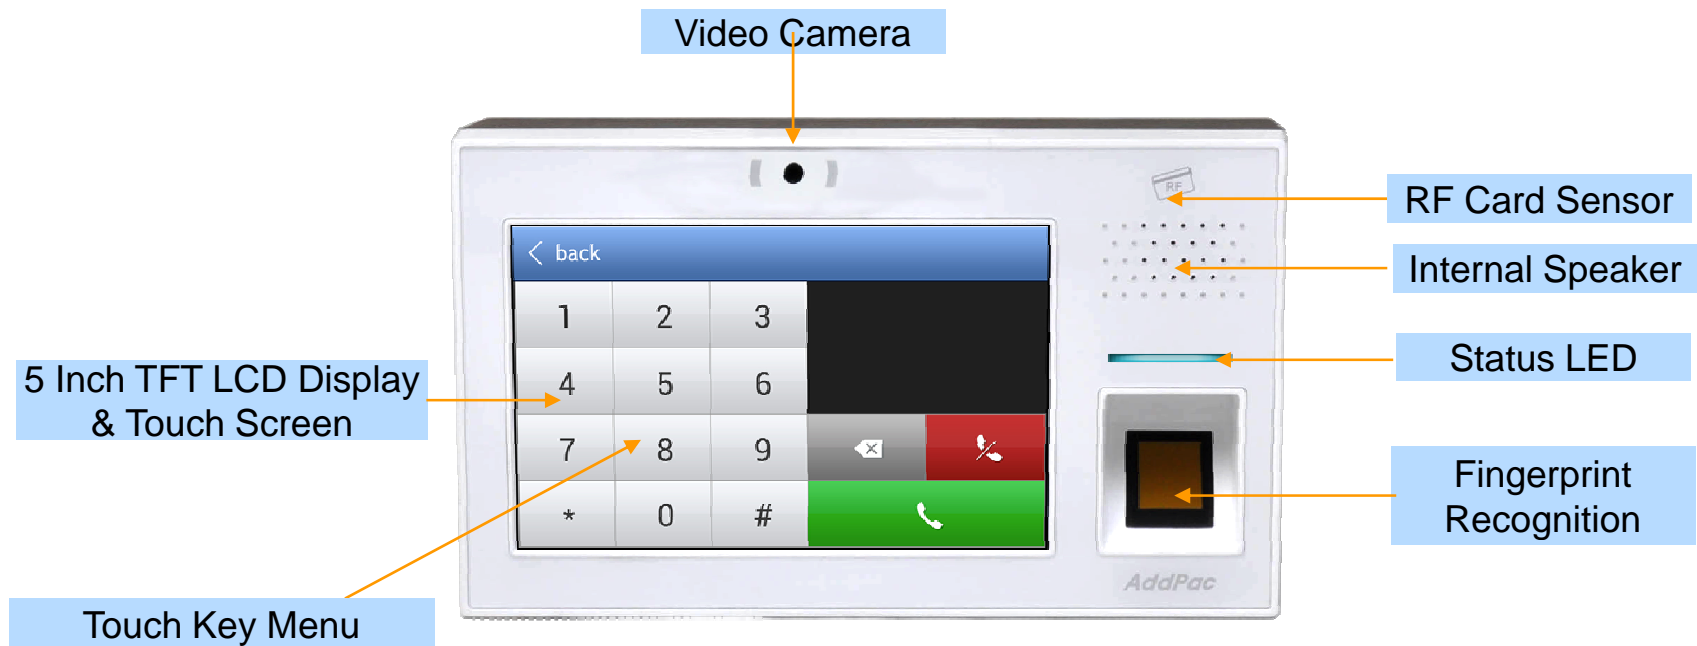 Video Camera
RF
RF Card Sensor
Internal Speaker
Status LED
Fingerprint
Recognition
5 Inch TFT LCD Display
& Touch Screen
Touch Key Menu
back
1 2 3
4 5 6
7 8 9
* 0 #
AddPac